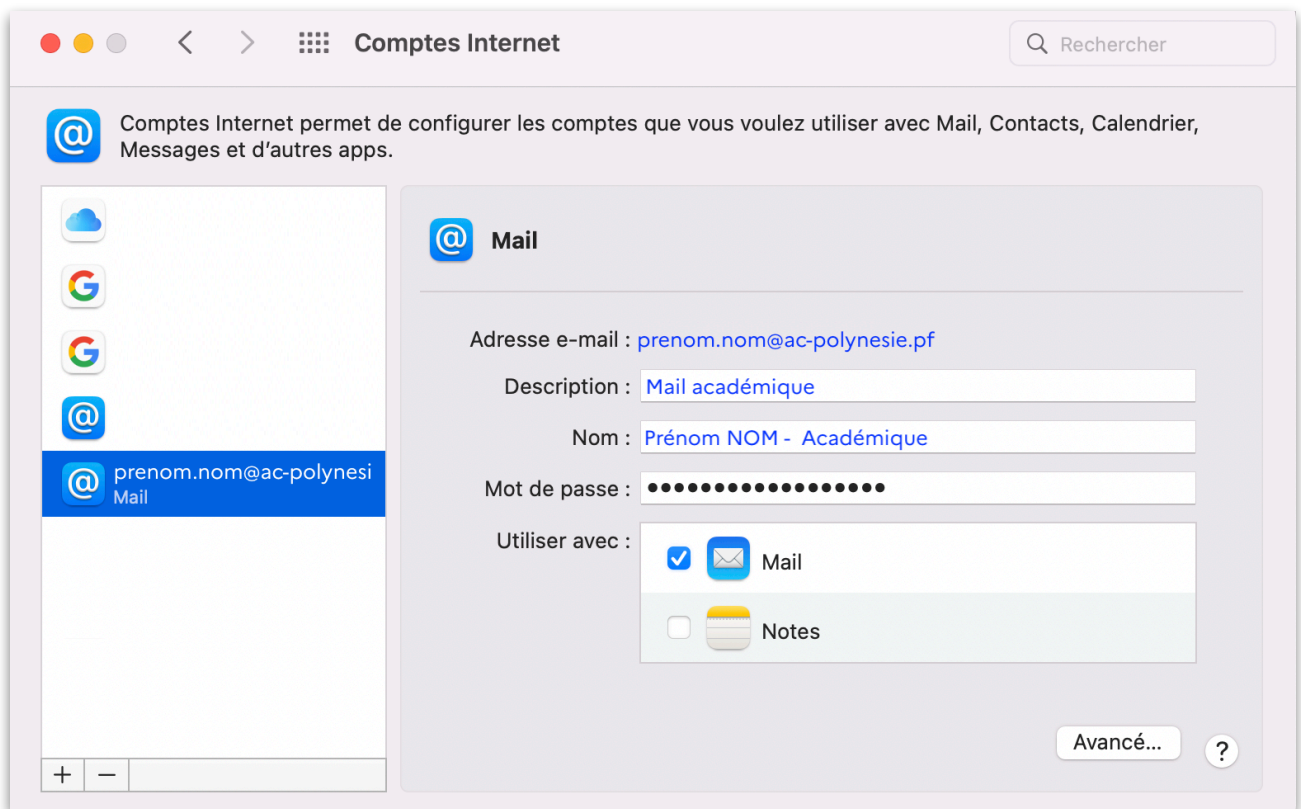 Comptes Internet
Rechercher
Comptes Internet permet de configurer les comptes que vous voulez utiliser avec Mail, Contacts, Calendrier,
Messages et d'autres apps.
prenom.nom@ac-polynesi
Mail
Mail
Adresse e-mail : prenom.nom@ac-polynesie.pf
Description : Mail académique
Nom : Prénom NOM - Académique
Mot de passe : ••••••••••••••••••
Utiliser avec :
Mail
Notes
Avancé...
?
+ −